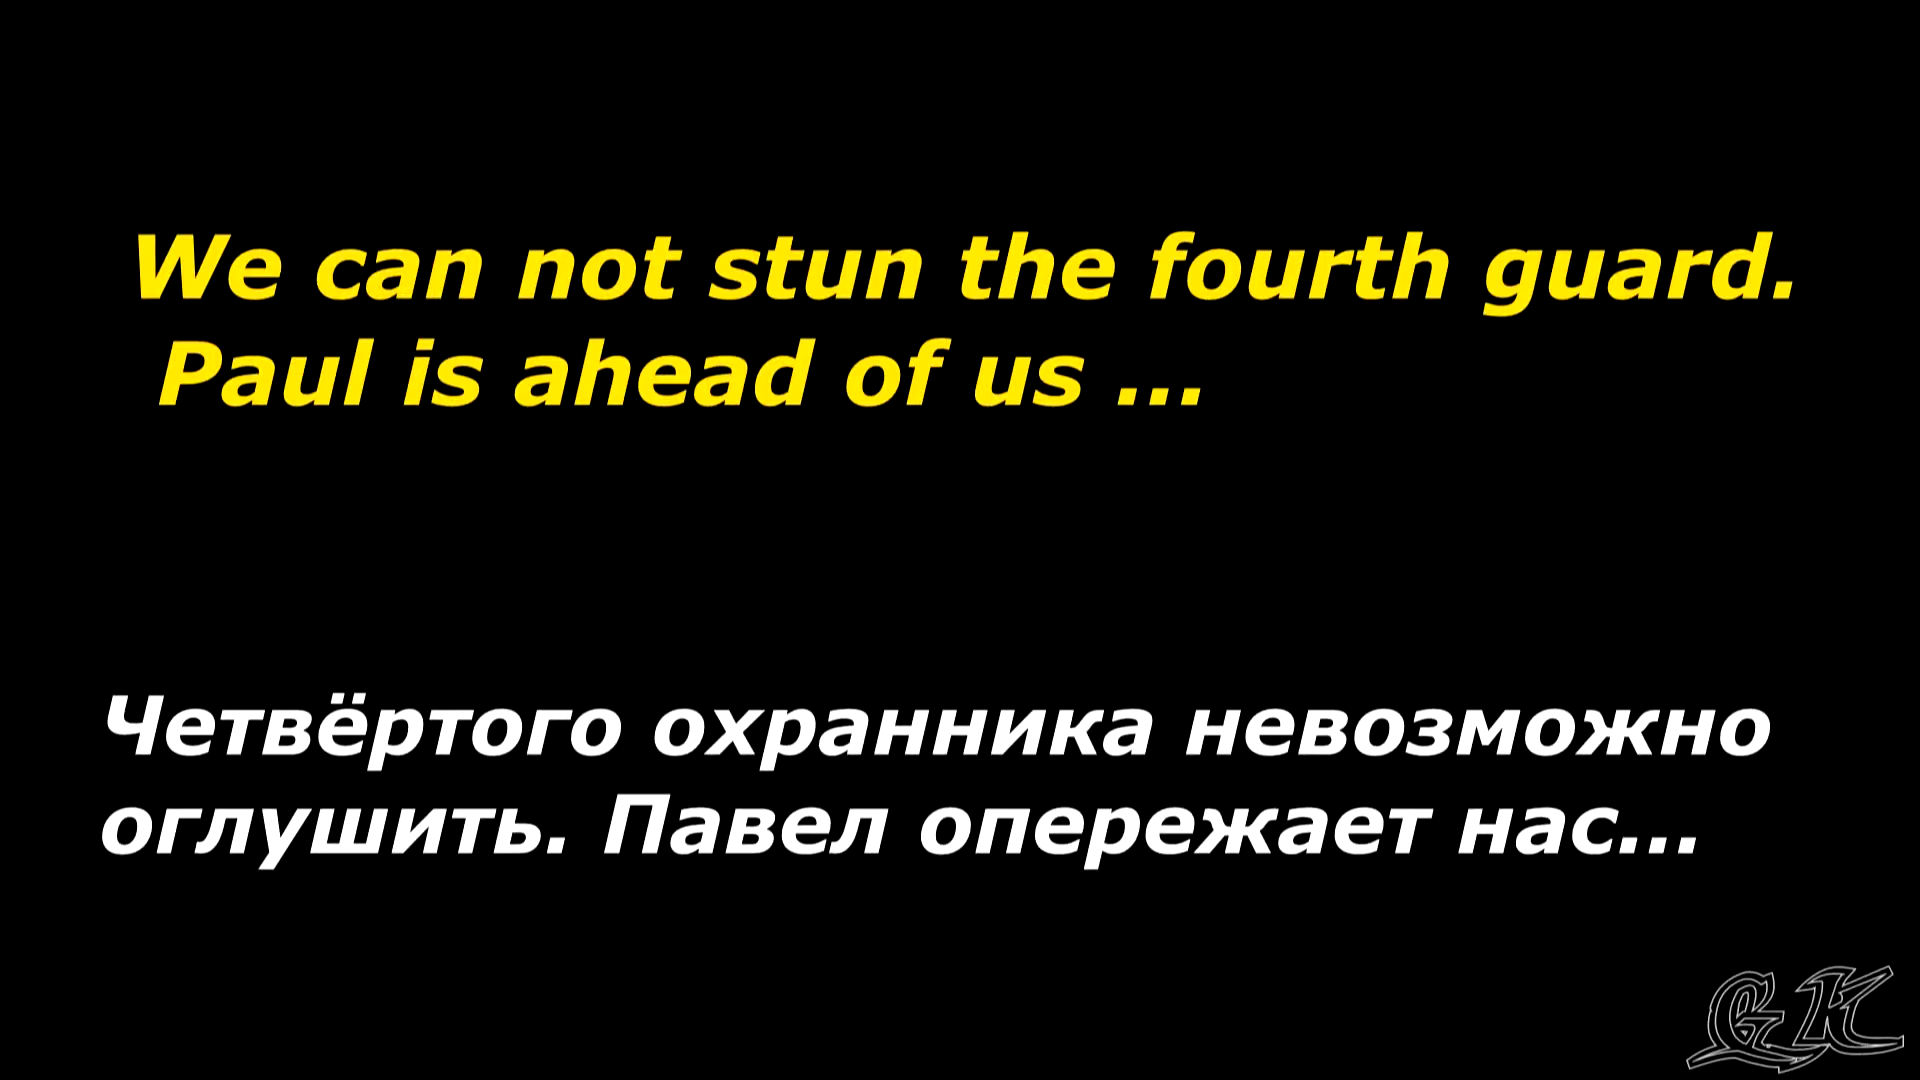 We can not stun the fourth guard.
Paul is ahead of us ...
Четвёртого охранника невозможно
оглушить. Павел опережает нас...
GK